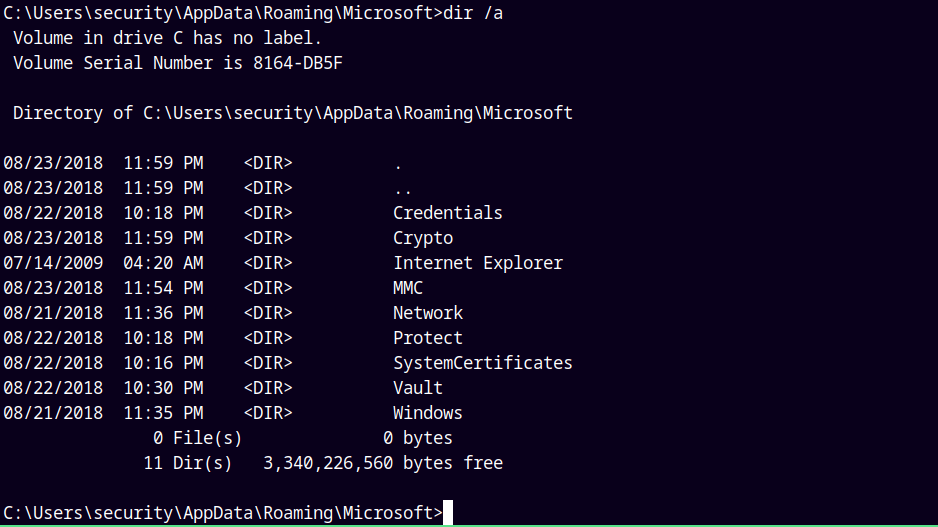 C:\Users\security\AppData\Roaming\Microsoft>dir /a
 Volume in drive C has no label.
 Volume Serial Number is 8164-DB5F

 Directory of C:\Users\security\AppData\Roaming\Microsoft

08/23/2018  11:59 PM    <DIR>          .
08/23/2018  11:59 PM    <DIR>          ..
08/22/2018  10:18 PM    <DIR>          Credentials
08/23/2018  11:59 PM    <DIR>          Crypto
07/14/2009  04:20 AM    <DIR>          Internet Explorer
08/23/2018  11:54 PM    <DIR>          MMC
08/21/2018  11:36 PM    <DIR>          Network
08/22/2018  10:18 PM    <DIR>          Protect
08/22/2018  10:16 PM    <DIR>          SystemCertificates
08/22/2018  10:30 PM    <DIR>          Vault
08/21/2018  11:35 PM    <DIR>          Windows
               0 File(s)              0 bytes
              11 Dir(s)   3,340,226,560 bytes free

C:\Users\security\AppData\Roaming\Microsoft>